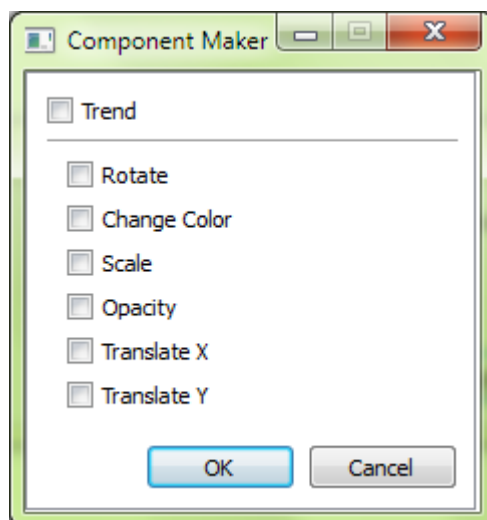 Component Maker
Trend
Rotate
Change Color
Scale
Opacity
Translate X
Translate Y
OK Cancel